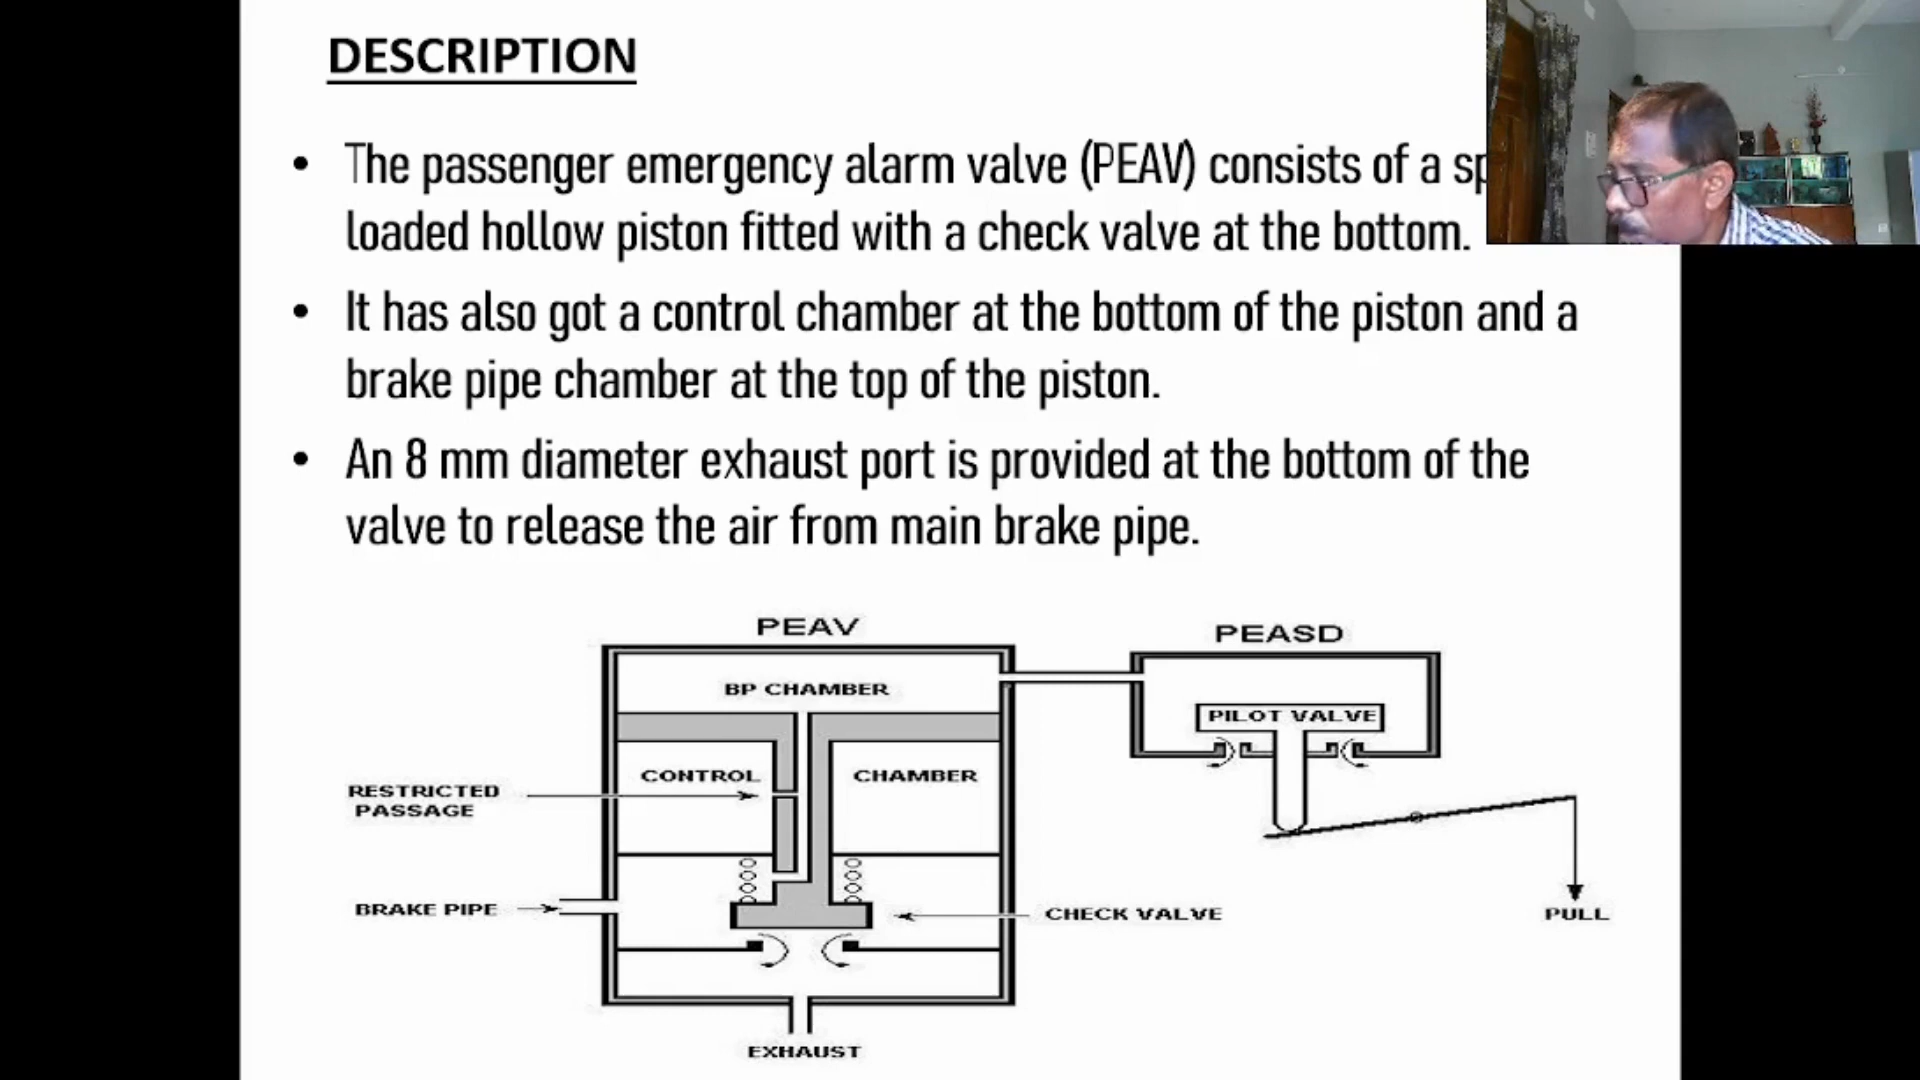 DESCRIPTION
• The passenger emergency alarm valve (PEAV) consists of a
loaded hollow piston fitted with a check valve at the bottom.
• It has also got a control chamber at the bottom of the piston and a
brake pipe chamber at the top of the piston.
• An 8 mm diameter exhaust port is provided at the bottom of the
valve to release the air from main brake pipe.
PEAV
PEASD
BP CHAMBER
PILOT VALVE
CONTROL CHAMBER
RESTRICTED
PASSAGE
BRAKE PIPE
CHECK VALVE
PULL
EXHAUST